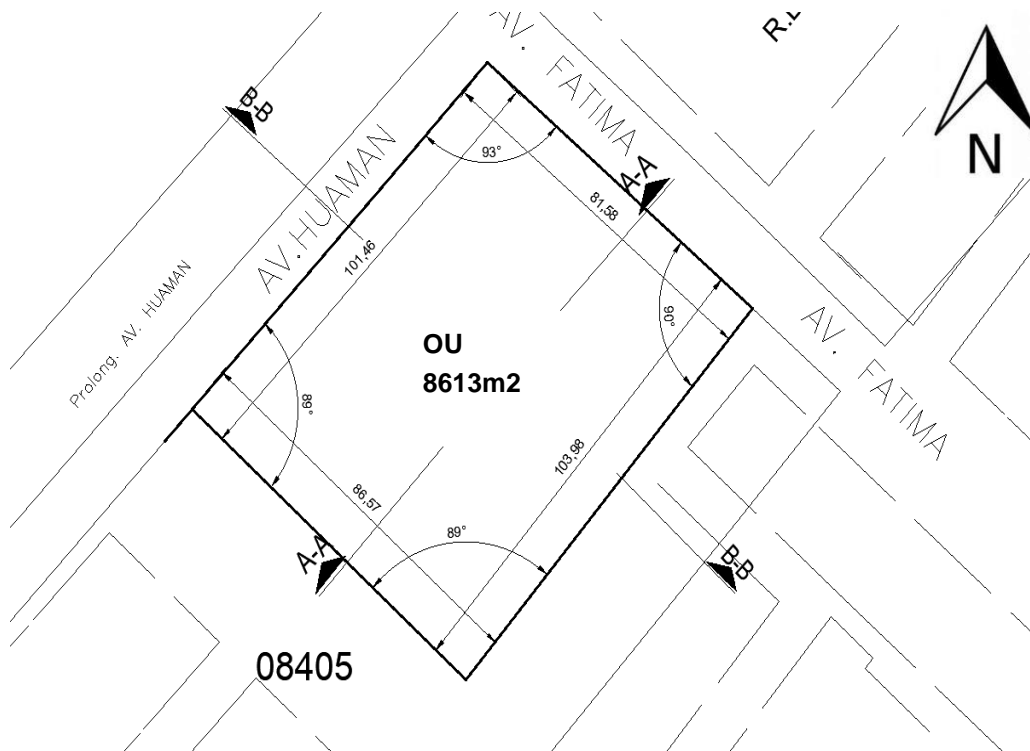 AV. FATIMA
B-B
A-A
N
93°
81,58
AV. HUAMAN
101,46
Prolong. AV. HUAMAN
90°
AV. FATIMA
OU
8613m2
89°
103,98
86,57
89°
A-A
B-B
08405